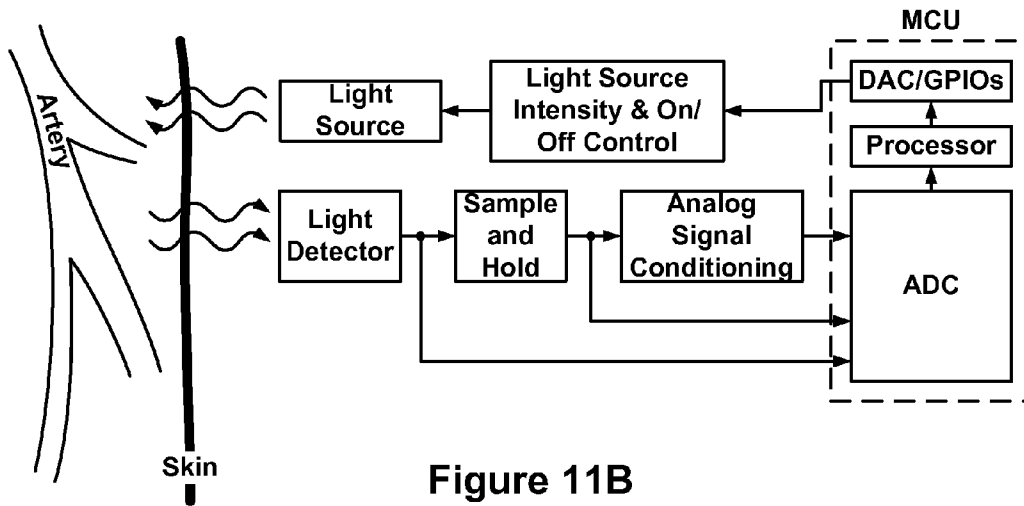 MCU
Artery
Light
Source
Light Source
Intensity & On/
Off Control
DAC/GPIOs
Processor
Light
Detector
Sample
and
Hold
Analog
Signal
Conditioning
ADC
Skin
Figure 11B